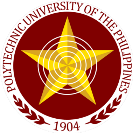 POLYTECHNIC UNIVERSITY OF THE PHILIPPINES
1904